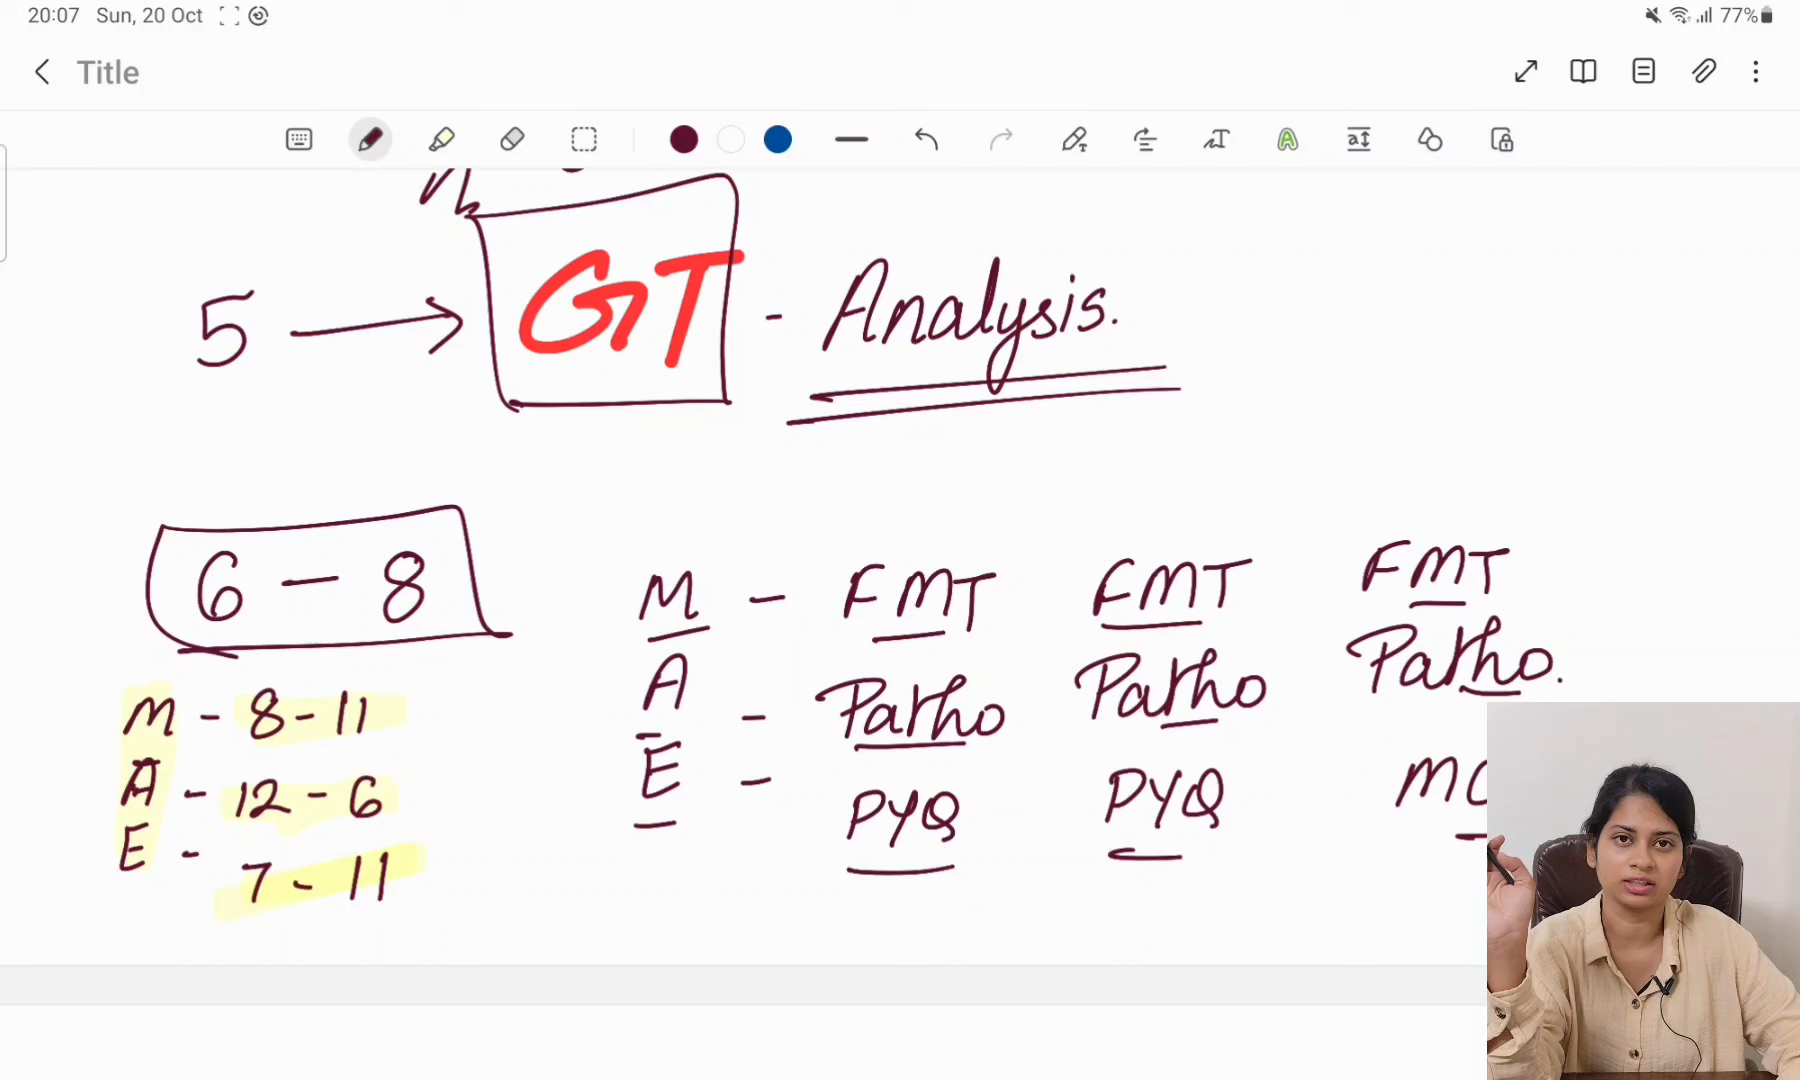 20:07 Sun, 20 Oct 77%
Title
5 → GT - Analysis.
6 - 8
M - 8 - 11
A - 12 - 6
E - 7 - 11
M - FMT FMT FMT
A - Patho Patho Patho.
E - PYQ PYQ